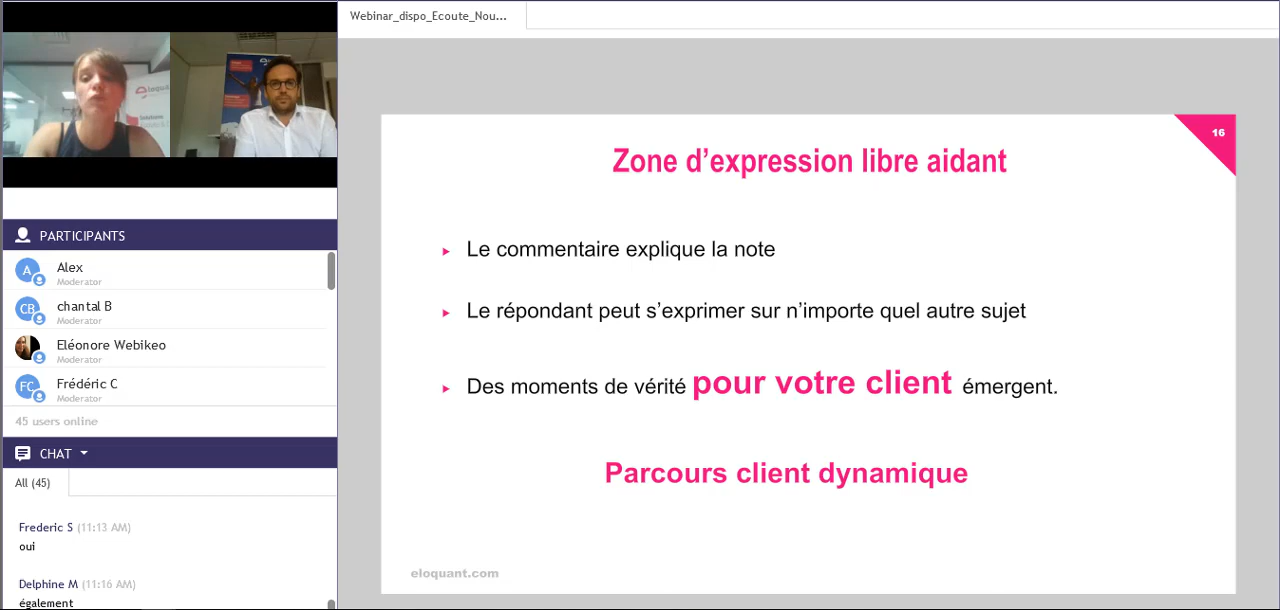 Webinar_dispo_Ecoute_Nou...
PARTICIPANTS
A
Alex
Moderator
CB
chantal B
Moderator
Eléonore Webikeo
Moderator
FC
Frédéric C
Moderator
45 users online
CHAT
All (45)
Frederic S (11:13 AM)
oui
Delphine M (11:16 AM)
également
16
Zone d’expression libre aidant
Le commentaire explique la note
Le répondant peut s’exprimer sur n’importe quel autre sujet
Des moments de vérité pour votre client émergent.
Parcours client dynamique
eloquant.com